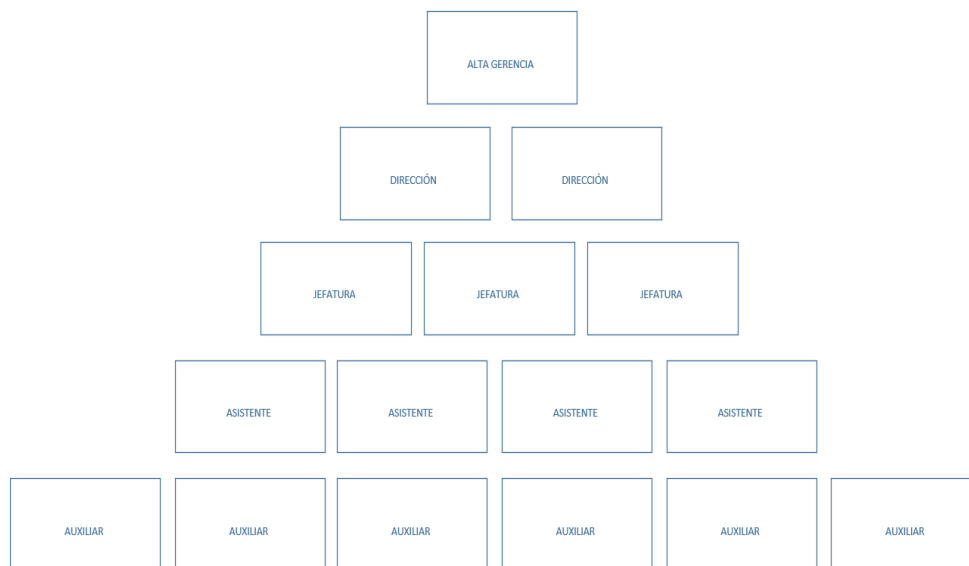 ALTA GERENCIA
DIRECCIÓN DIRECCIÓN
JEFATURA JEFATURA JEFATURA
ASISTENTE ASISTENTE ASISTENTE ASISTENTE
AUXILIAR AUXILIAR AUXILIAR AUXILIAR AUXILIAR AUXILIAR